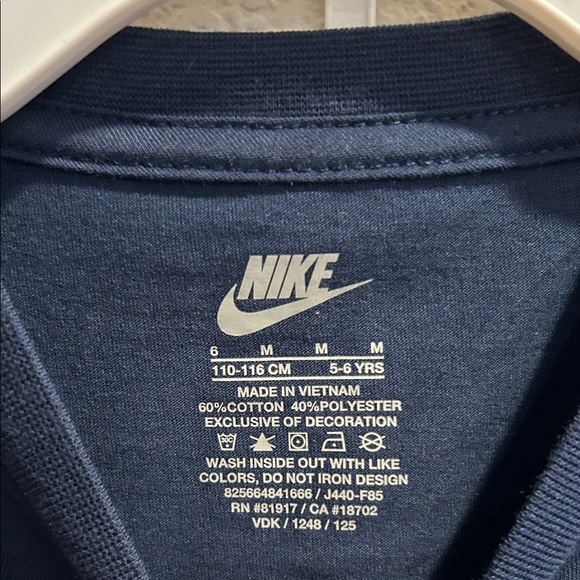 NIKE
6 M M M
110-116 CM 5-6 YRS
MADE IN VIETNAM
60%COTTON 40%POLYESTER
EXCLUSIVE OF DECORATION
30C
WASH INSIDE OUT WITH LIKE
COLORS, DO NOT IRON DESIGN
825664841666 / J440-F85
RN #81917 / CA #18702
VDK / 1248 / 125